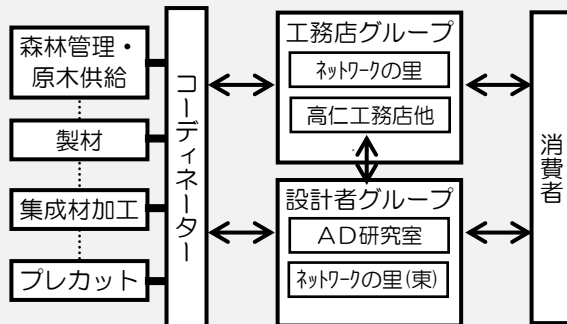 森林管理・
原木供給
製材
集成材加工
プレカット
コーディネーター
工務店グループ
ﾈｯﾄﾜｰｸの里
高仁工務店他
設計者グループ
ＡＤ研究室
ﾈｯﾄﾜｰｸの里(東)
消費者